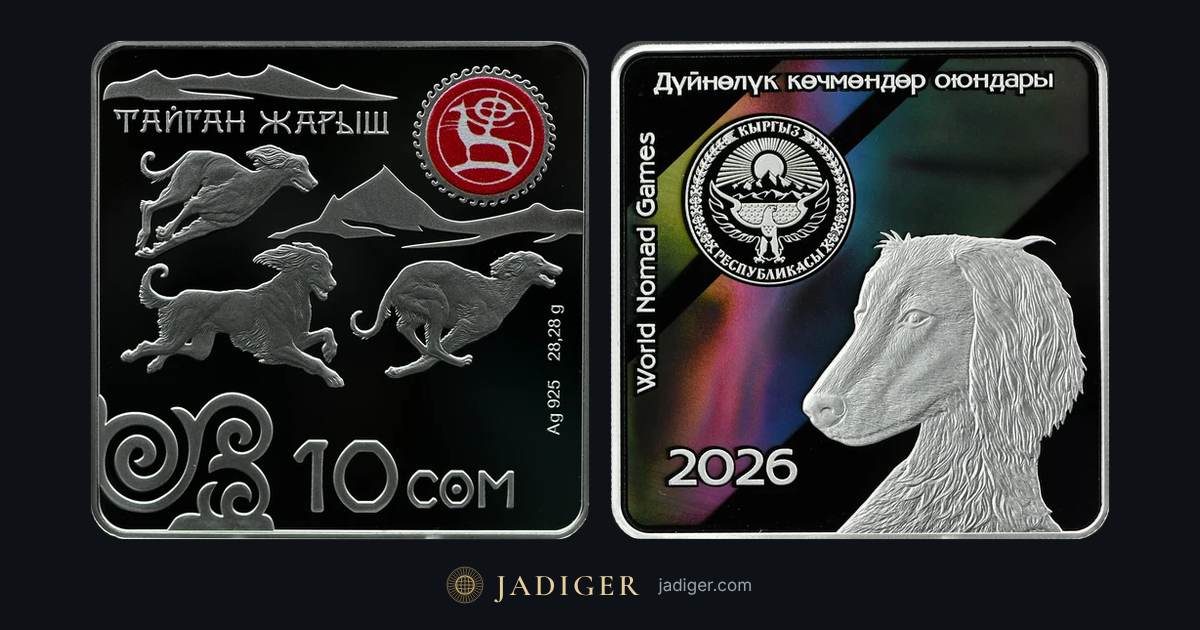 ТАЙГАН ЖАРЫШ
Ag 925 28,28 g
10 сом
Дүйнөлүк көчмөндөр оюндары
World Nomad Games
КЫРГЫЗ
РЕСПУБЛИКАСЫ
2026
JADIGER
jadiger.com